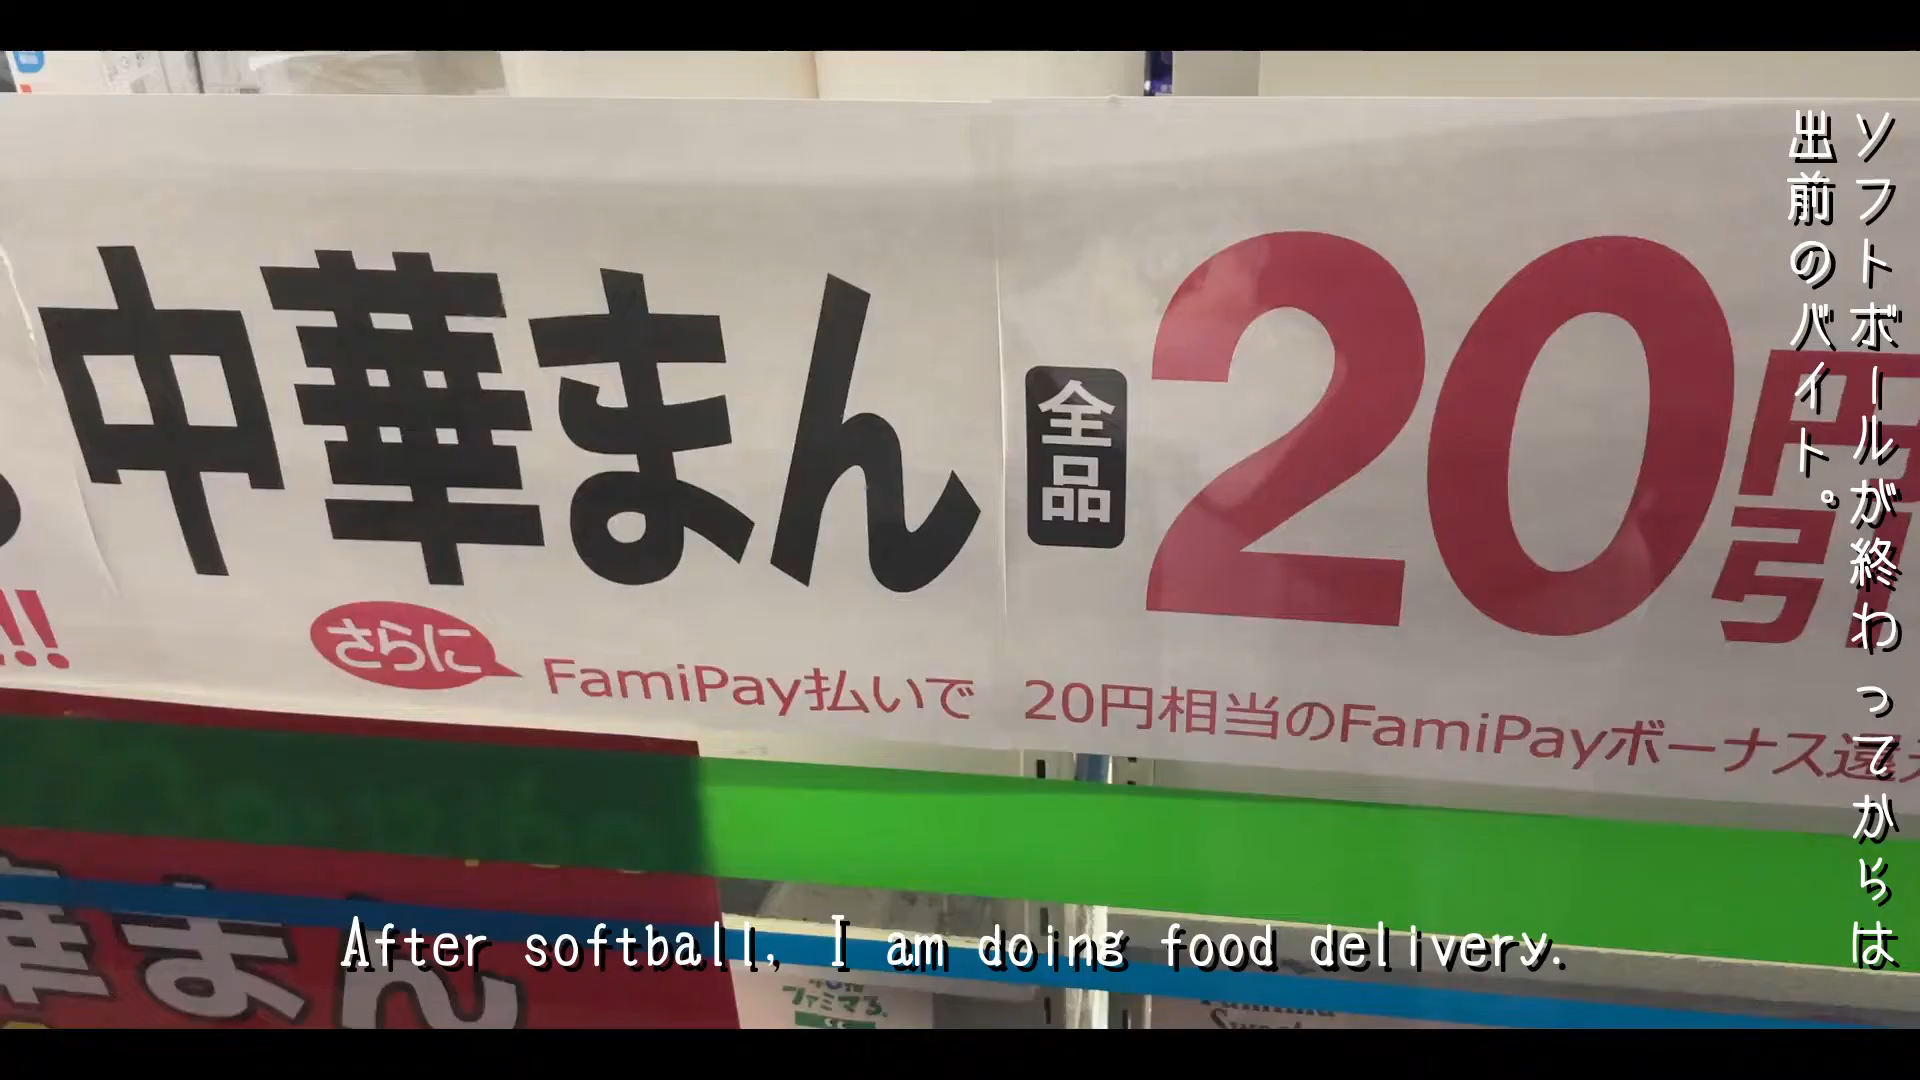 中華まん 全品 20円引
!!!
さらに FamiPay払いで 20円相当のFamiPayボーナス還元
ソフトボールが終わってからは
出前のバイト。
華まん
After softball, I am doing food delivery.
ファミマる